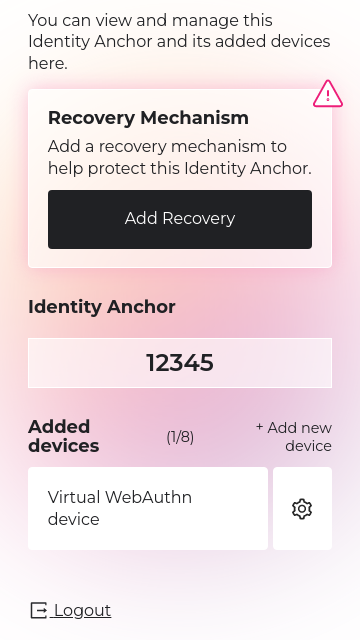 You can view and manage this
Identity Anchor and its added devices
here.
Recovery Mechanism
Add a recovery mechanism to
help protect this Identity Anchor.
Add Recovery
Identity Anchor
12345
Added
devices
(1/8)
+ Add new
device
Virtual WebAuthn
device
Logout